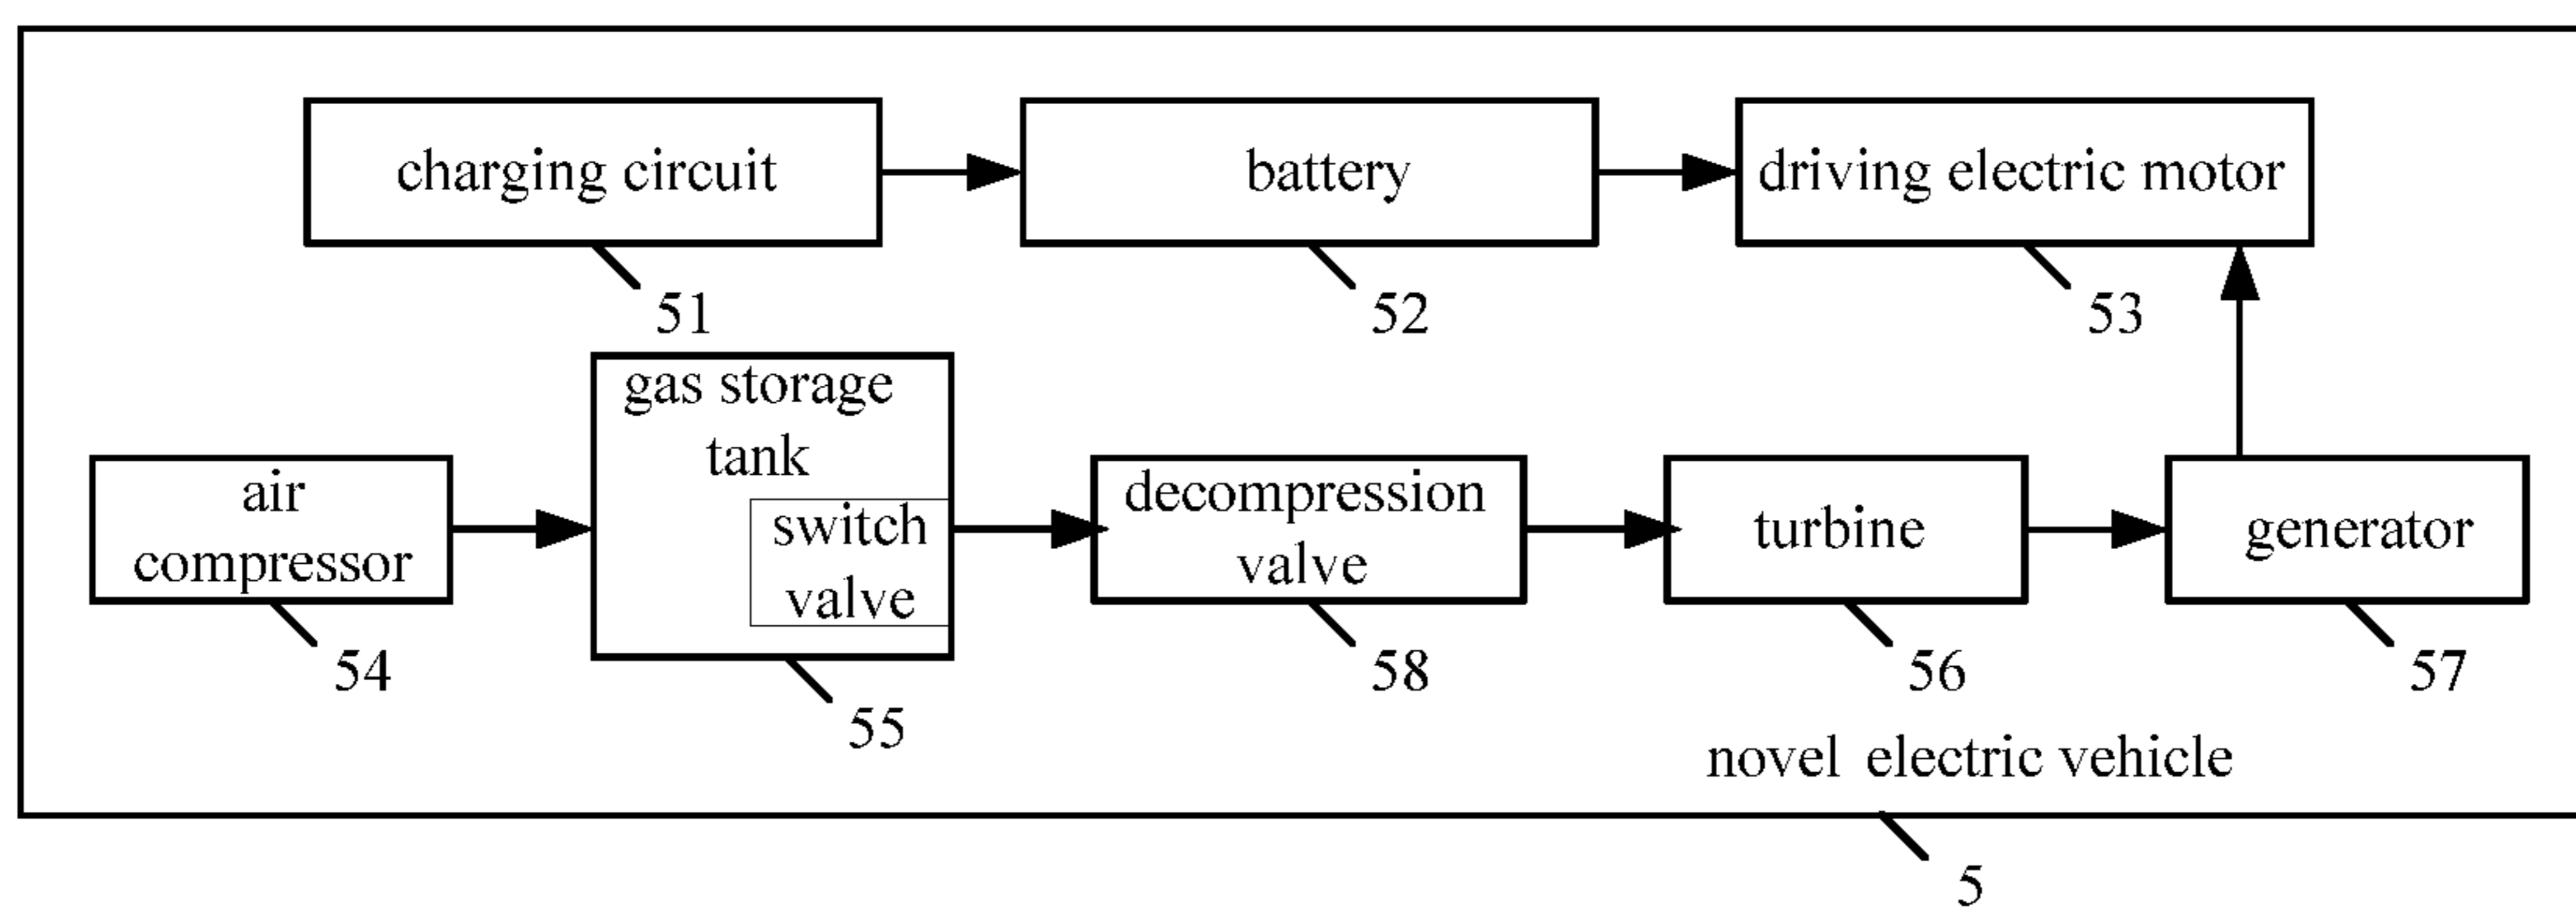 charging circuit
battery
driving electric motor
51
52
53
gas storage
tank
switch
valve
air
compressor
decompression
valve
turbine
generator
54
55
58
56
57
novel electric vehicle
5